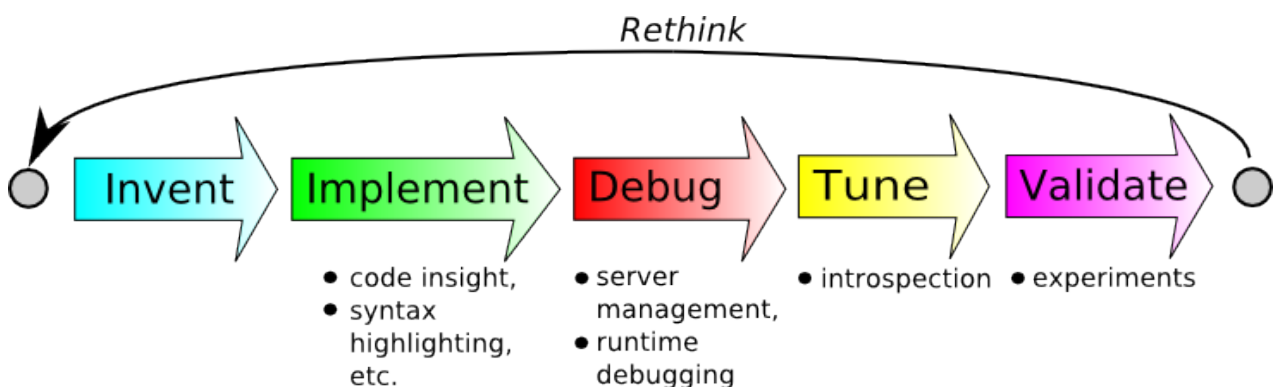 Rethink
Invent
Implement
Debug
Tune
Validate
● code insight,
● syntax
highlighting,
etc.
● server
management,
● runtime
debugging
● introspection
● experiments